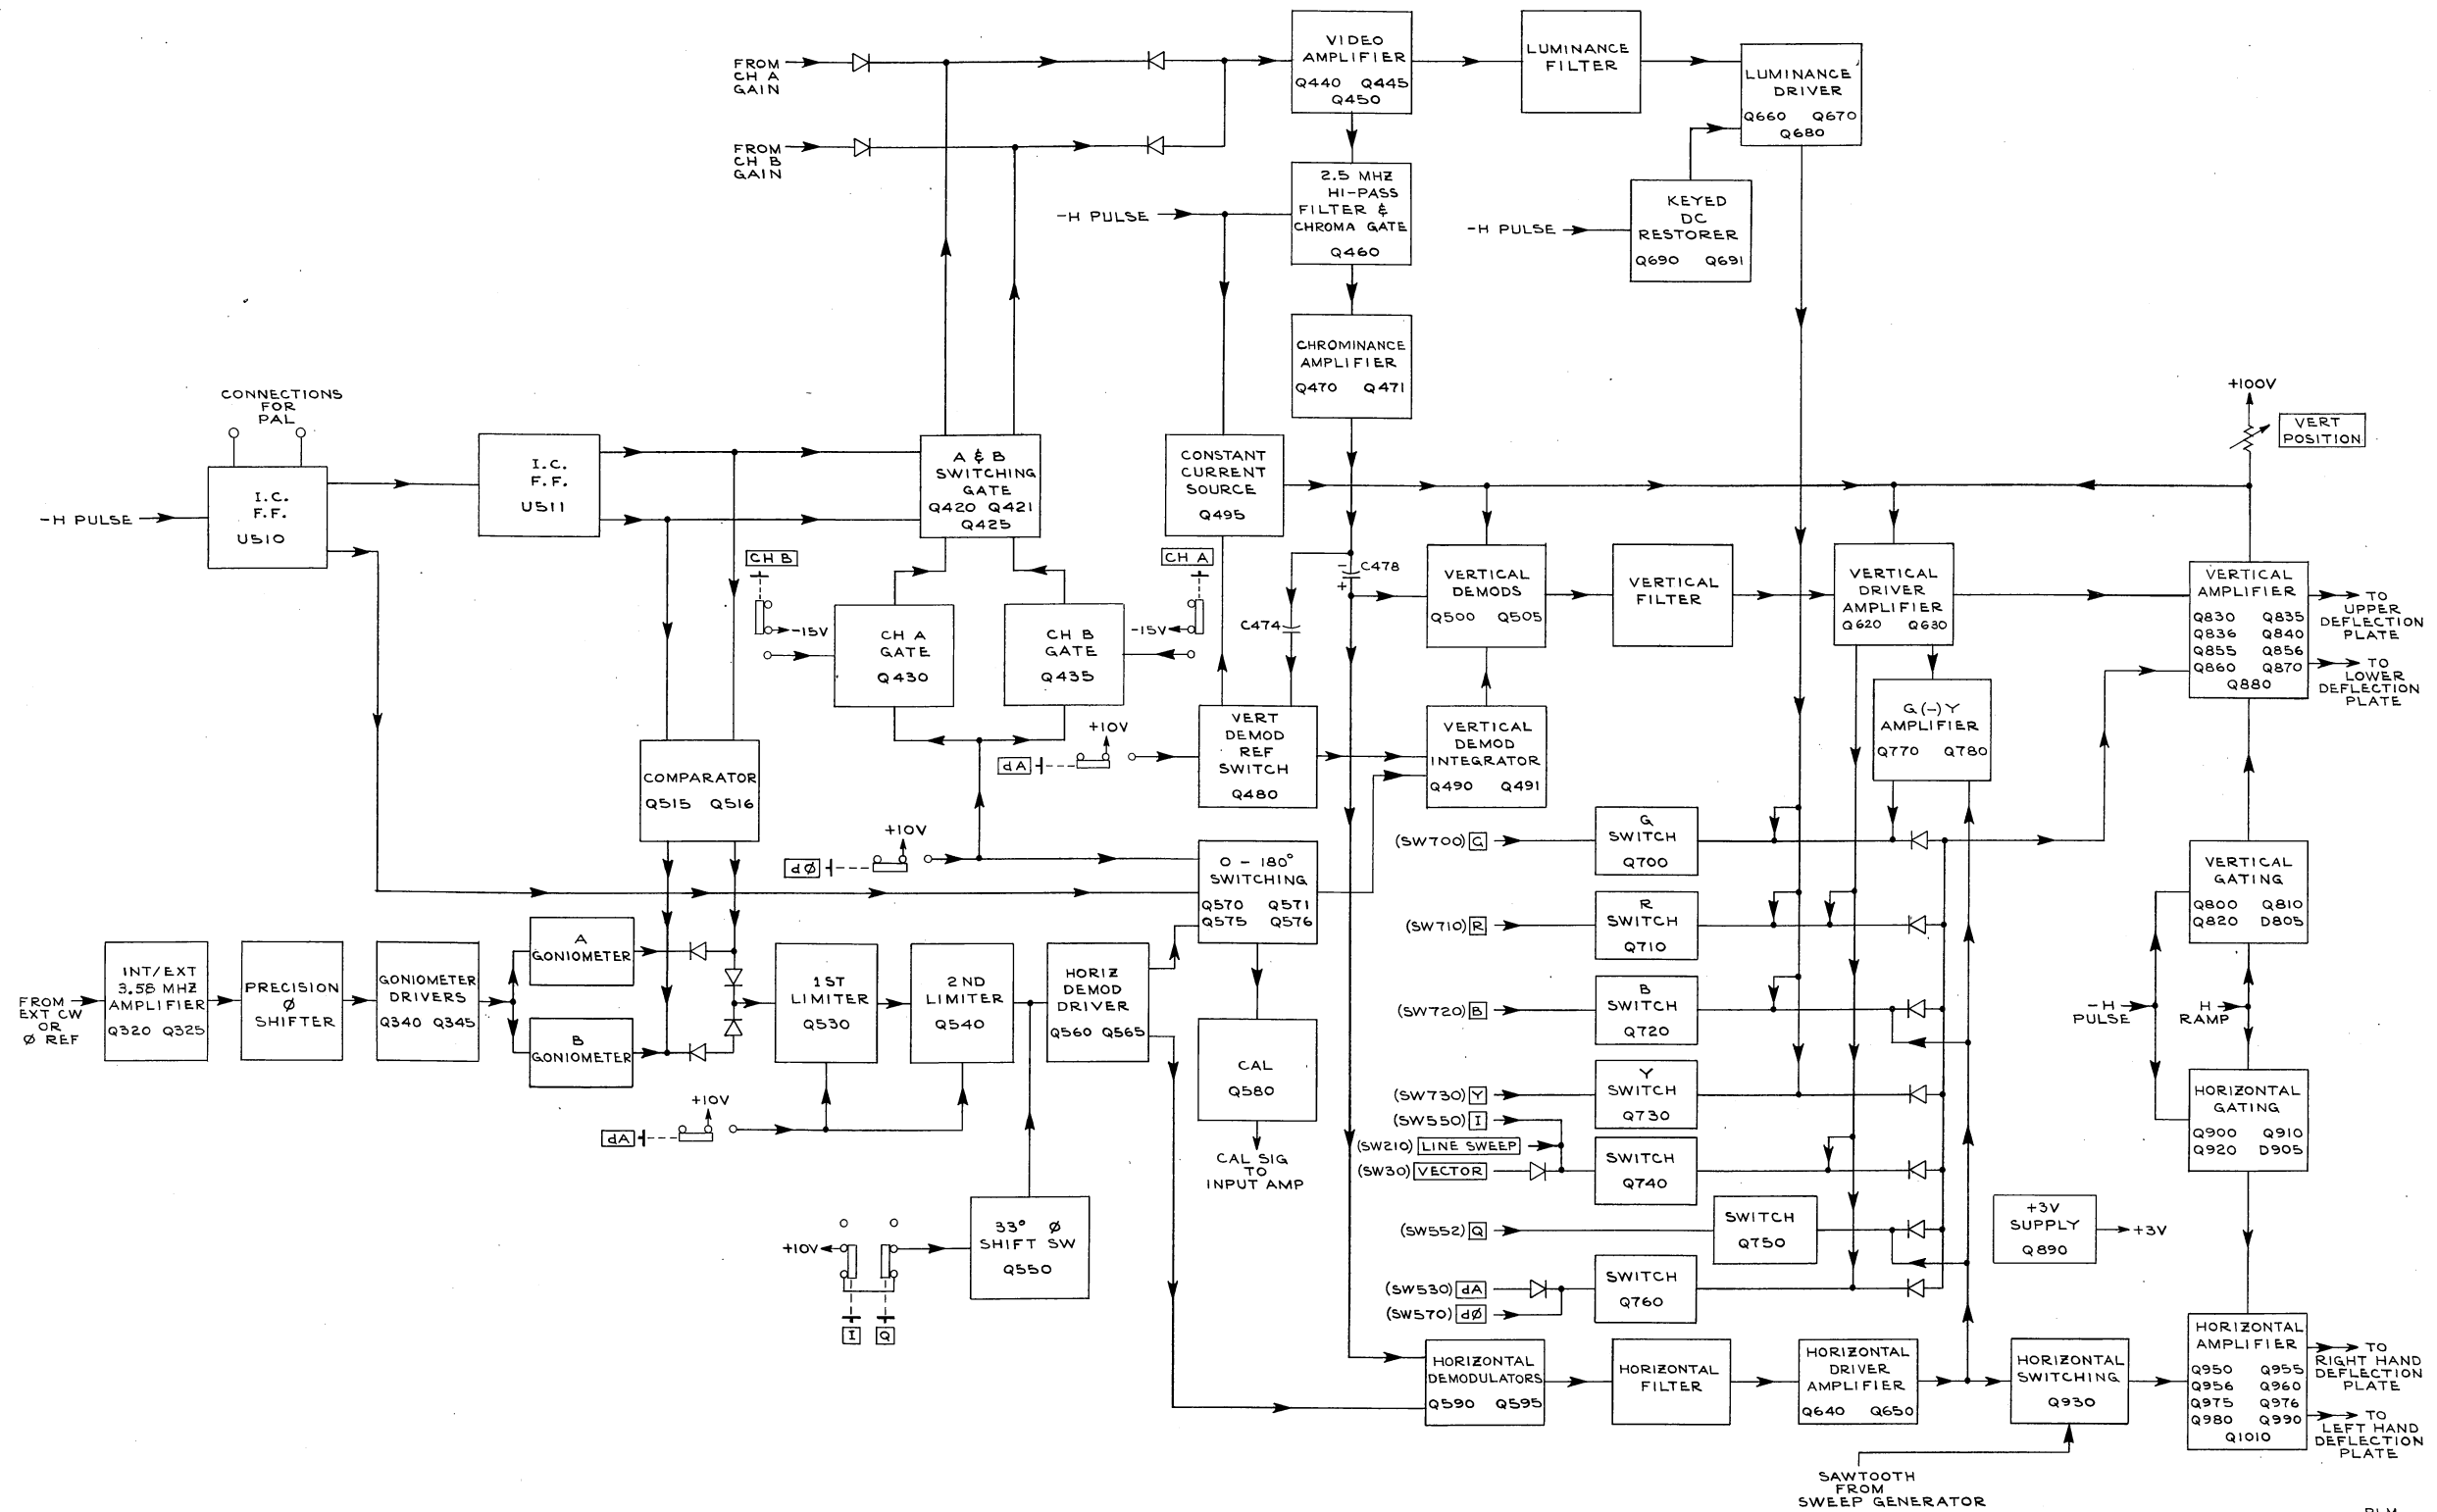 FROM
CH A
GAIN
FROM
CH B
GAIN
VIDEO
AMPLIFIER
Q440 Q445
Q450
LUMINANCE
FILTER
LUMINANCE
DRIVER
Q660 Q670
Q680
2.5 MHZ
HI-PASS
FILTER &
CHROMA GATE
Q460
-H PULSE
-H PULSE
KEYED
DC
RESTORER
Q690 Q691
CHROMINANCE
AMPLIFIER
Q470 Q471
CONNECTIONS
FOR
PAL
-H PULSE
I.C.
F.F.
U510
I.C.
F.F.
U511
A & B
SWITCHING
GATE
Q420 Q421
Q425
CONSTANT
CURRENT
SOURCE
Q495
+100V
VERT
POSITION
CH B
-15V
CH A
GATE
Q430
CH B
GATE
Q435
CH A
-15V
C474
-
C478
+
VERTICAL
DEMODS
Q500 Q505
VERTICAL
FILTER
VERTICAL
DRIVER
AMPLIFIER
Q620 Q630
VERTICAL
AMPLIFIER
Q830 Q835
Q836 Q840
Q855 Q856
Q860 Q870
Q880
TO
UPPER
DEFLECTION
PLATE
TO
LOWER
DEFLECTION
PLATE
G(-)Y
AMPLIFIER
Q770 Q780
COMPARATOR
Q515 Q516
dA
+10V
VERT
DEMOD
REF
SWITCH
Q480
VERTICAL
DEMOD
INTEGRATOR
Q490 Q491
dØ
+10V
O - 180°
SWITCHING
Q570 Q571
Q575 Q576
(SW700) G
G
SWITCH
Q700
(SW710) R
R
SWITCH
Q710
(SW720) B
B
SWITCH
Q720
(SW730) Y
Y
SWITCH
Q730
(SW550) I
(SW210) LINE SWEEP
(SW30) VECTOR
SWITCH
Q740
(SW552) Q
SWITCH
Q750
(SW530) dA
(SW570) dØ
SWITCH
Q760
VERTICAL
GATING
Q800 Q810
Q820 D805
-H
PULSE
H
RAMP
HORIZONTAL
GATING
Q900 Q910
Q920 D905
+3V
SUPPLY
Q890
+3V
FROM
EXT CW
OR
Ø REF
INT/EXT
3.58 MHZ
AMPLIFIER
Q320 Q325
PRECISION
Ø
SHIFTER
GONIOMETER
DRIVERS
Q340 Q345
A
GONIOMETER
B
GONIOMETER
1ST
LIMITER
Q530
2ND
LIMITER
Q540
HORIZ
DEMOD
DRIVER
Q560 Q565
CAL
Q580
CAL SIG
TO
INPUT AMP
dA
+10V
+10V
I
Q
33° Ø
SHIFT SW
Q550
HORIZONTAL
DEMODULATORS
Q590 Q595
HORIZONTAL
FILTER
HORIZONTAL
DRIVER
AMPLIFIER
Q640 Q650
HORIZONTAL
SWITCHING
Q930
HORIZONTAL
AMPLIFIER
Q950 Q955
Q956 Q960
Q975 Q976
Q980 Q990
Q1010
TO
RIGHT HAND
DEFLECTION
PLATE
TO
LEFT HAND
DEFLECTION
PLATE
SAWTOOTH
FROM
SWEEP GENERATOR